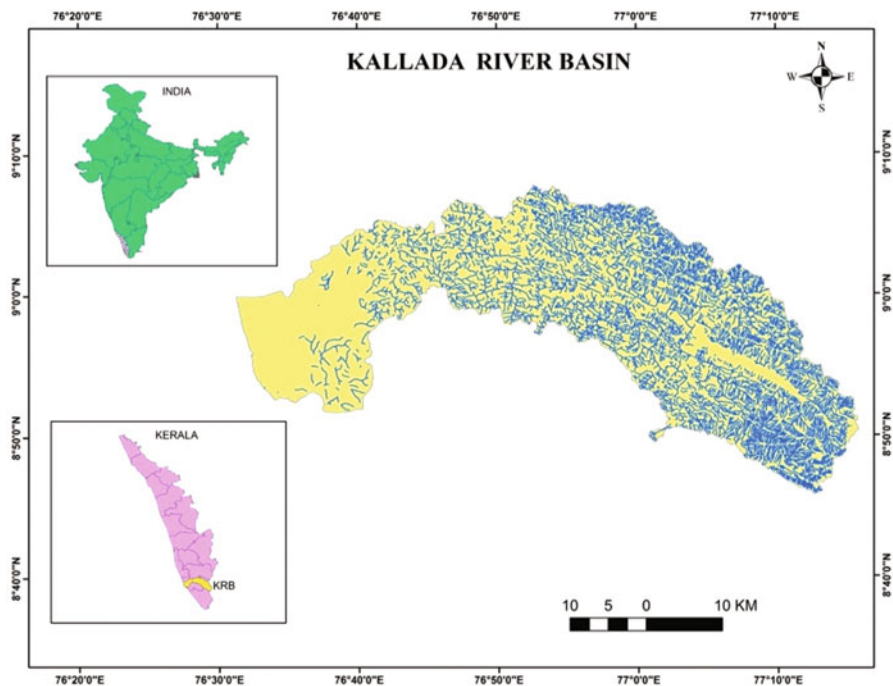 76°20'0"E 76°30'0"E 76°40'0"E 76°50'0"E 77°0'0"E 77°10'0"E
KALLADA RIVER BASIN
N
W E
S
INDIA
9°10'0"N 9°10'0"N
9°0'0"N 9°0'0"N
8°50'0"N 8°50'0"N
KERALA
KRB
8°40'0"N 8°40'0"N
10 5 0 10 KM
76°20'0"E 76°30'0"E 76°40'0"E 76°50'0"E 77°0'0"E 77°10'0"E